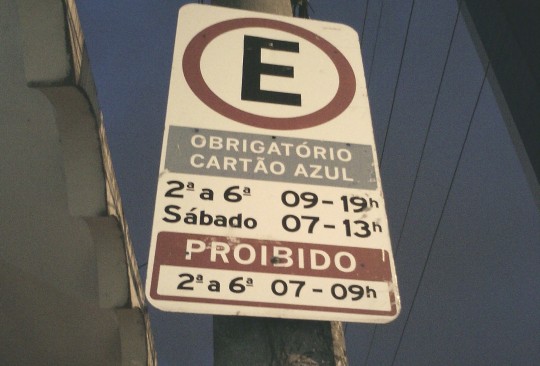 E
OBRIGATÓRIO
CARTÃO AZUL
2ª a 6ª 09 - 19h
Sábado 07 - 13h
PROIBIDO
2ª a 6ª 07 - 09h